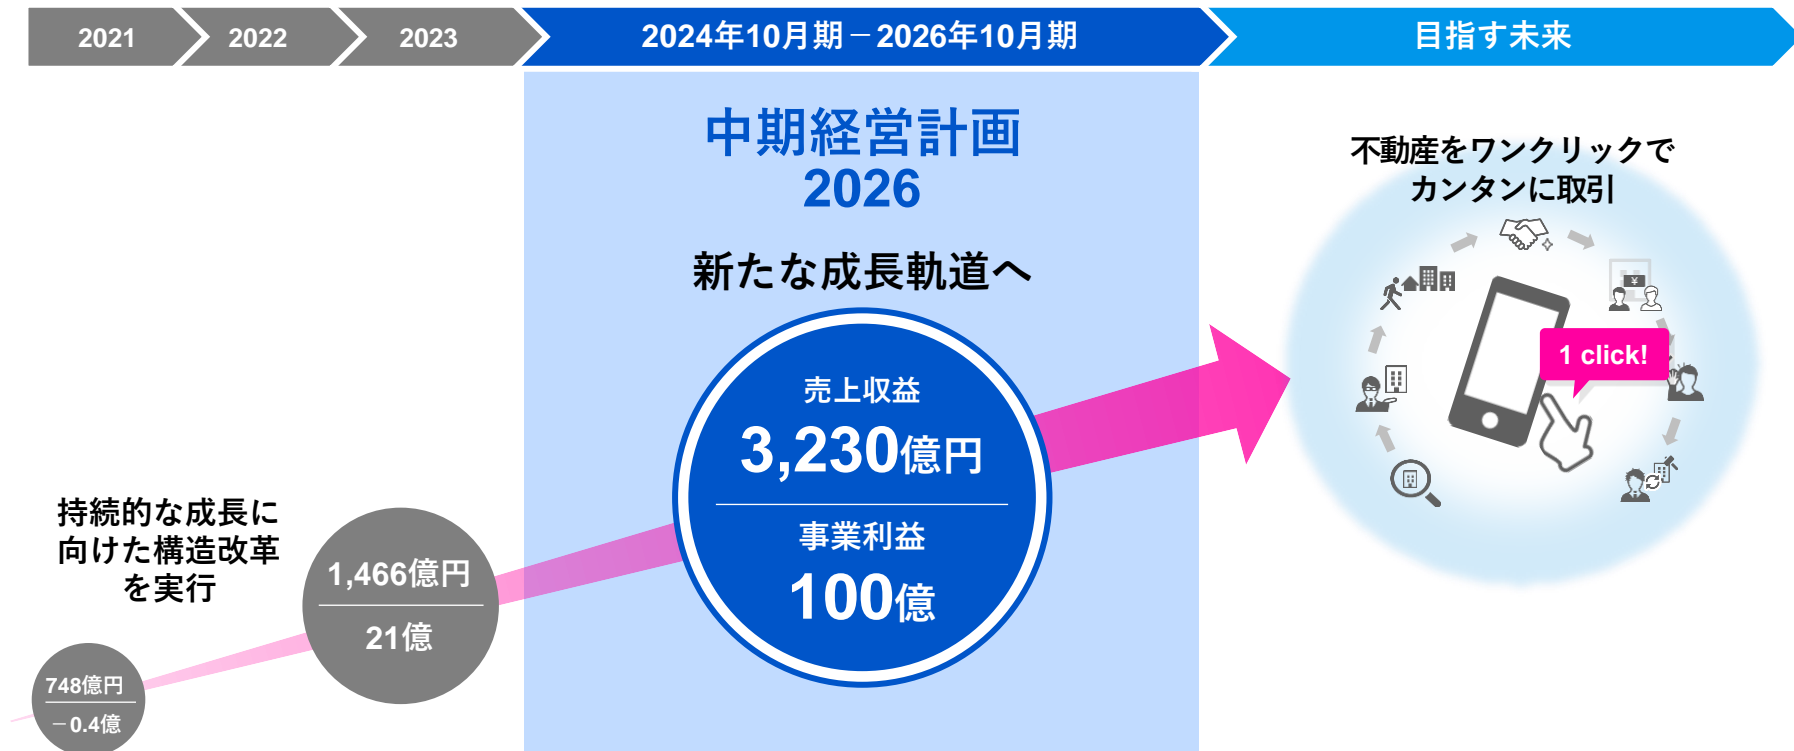 2021
2022
2023
2024年10月期－2026年10月期
目指す未来
中期経営計画
2026
新たな成長軌道へ
売上収益
3,230億円
事業利益
100億
持続的な成長に
向けた構造改革
を実行
1,466億円
21億
748億円
－0.4億
不動産をワンクリックで
カンタンに取引
¥
1 click!